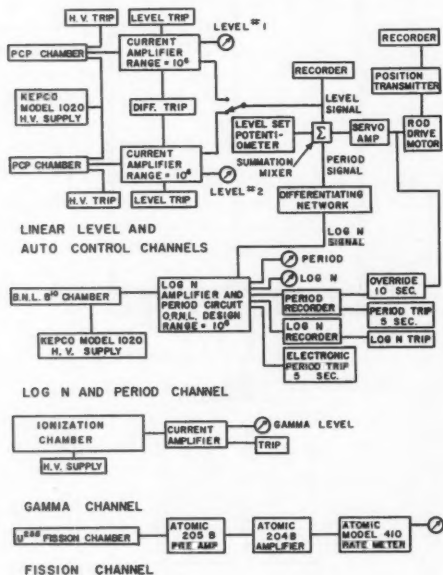 H.V. TRIP
LEVEL TRIP
LEVEL #1
RECORDER
PCP CHAMBER
CURRENT
AMPLIFIER
RANGE = 10⁶
RECORDER
POSITION
TRANSMITTER
KEPCO
MODEL 1020
H.V. SUPPLY
DIFF. TRIP
LEVEL
SIGNAL
LEVEL SET
POTENTI-
OMETER
Σ
SERVO
AMP
ROD
DRIVE
MOTOR
PCP CHAMBER
CURRENT
AMPLIFIER
RANGE = 10⁶
SUMMATION
MIXER
PERIOD
SIGNAL
H.V. TRIP
LEVEL TRIP
LEVEL #2
DIFFERENTIATING
NETWORK
LINEAR LEVEL AND
AUTO CONTROL CHANNELS
LOG N
SIGNAL
PERIOD
B.N.L. B¹⁰ CHAMBER
LOG N
AMPLIFIER AND
PERIOD CIRCUIT
O.R.N.L. DESIGN
RANGE = 10⁶
LOG N
OVERRIDE
10 SEC.
PERIOD
RECORDER
PERIOD TRIP
5 SEC.
KEPCO MODEL 1020
H. V. SUPPLY
LOG N
RECORDER
LOG N TRIP
ELECTRONIC
PERIOD TRIP
5 SEC.
LOG N AND PERIOD CHANNEL
IONIZATION
CHAMBER
CURRENT
AMPLIFIER
GAMMA LEVEL
TRIP
H.V. SUPPLY
GAMMA CHANNEL
FISSION CHAMBER
ATOMIC
205 B
PRE AMP
ATOMIC
204B
AMPLIFIER
ATOMIC
MODEL 410
RATE METER
FISSION CHANNEL